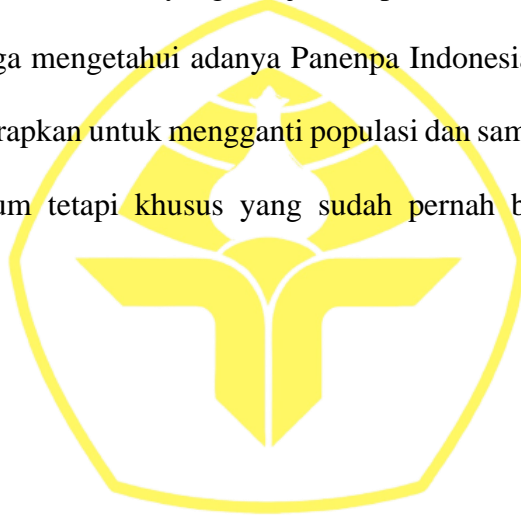 ga mengetahui adanya Panenpa Indonesia
rapkan untuk mengganti populasi dan sam
um tetapi khusus yang sudah pernah b